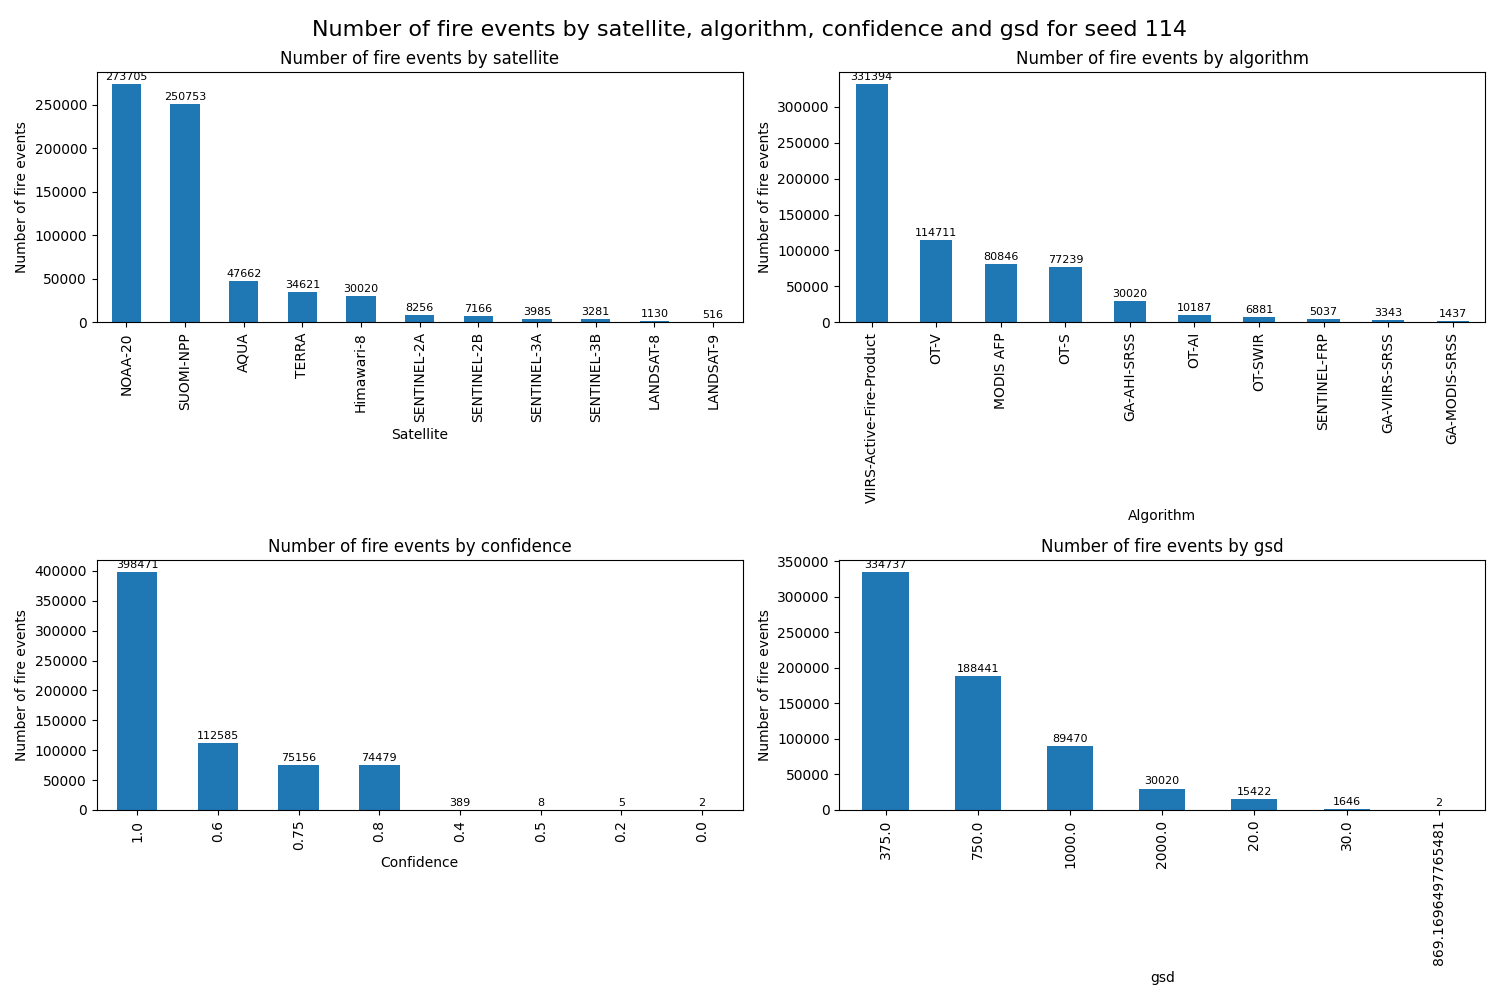 Number of fire events by satellite, algorithm, confidence and gsd for seed 114
Number of fire events by satellite
Number of fire events
250000
200000
150000
100000
50000
0
273705
250753
47662
34621
30020
8256
7166
3985
3281
1130
516
NOAA-20
SUOMI-NPP
AQUA
TERRA
Himawari-8
SENTINEL-2A
SENTINEL-2B
SENTINEL-3A
SENTINEL-3B
LANDSAT-8
LANDSAT-9
Satellite
Number of fire events by algorithm
Number of fire events
300000
250000
200000
150000
100000
50000
0
331394
114711
80846
77239
30020
10187
6881
5037
3343
1437
VIIRS-Active-Fire-Product
OT-V
MODIS AFP
OT-S
GA-AHI-SRSS
OT-AI
OT-SWIR
SENTINEL-FRP
GA-VIIRS-SRSS
GA-MODIS-SRSS
Algorithm
Number of fire events by confidence
Number of fire events
400000
350000
300000
250000
200000
150000
100000
50000
0
398471
112585
75156
74479
389
8
5
2
1.0
0.6
0.75
0.8
0.4
0.5
0.2
0.0
Confidence
Number of fire events by gsd
Number of fire events
350000
300000
250000
200000
150000
100000
50000
0
334737
188441
89470
30020
15422
1646
2
375.0
750.0
1000.0
2000.0
20.0
30.0
869.1696497765481
gsd